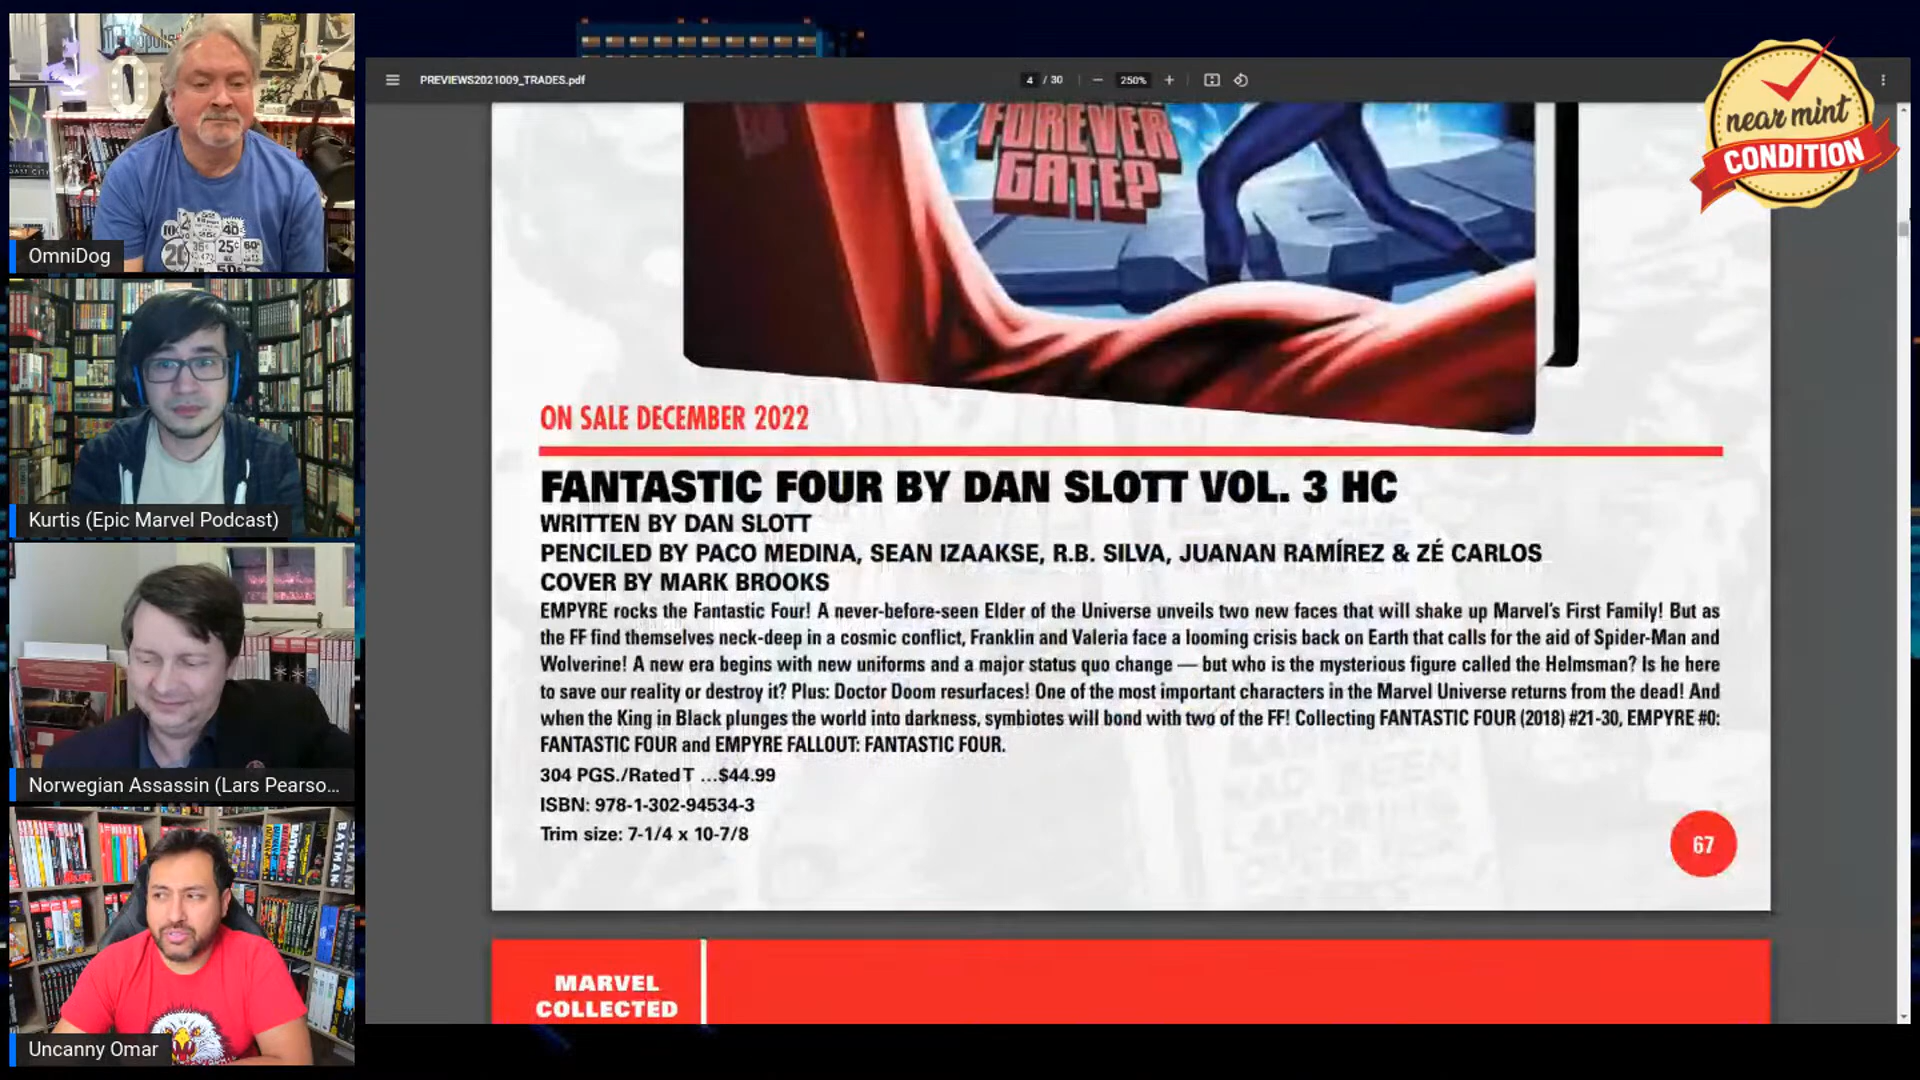 PREVIEWS2021009_TRADES.pdf
4 / 30
250%
near mint
CONDITION
OmniDog
Kurtis (Epic Marvel Podcast)
Norwegian Assassin (Lars Pearso...
Uncanny Omar
FOREVER
GATE?
ON SALE DECEMBER 2022
FANTASTIC FOUR BY DAN SLOTT VOL. 3 HC
WRITTEN BY DAN SLOTT
PENCILED BY PACO MEDINA, SEAN IZAAKSE, R.B. SILVA, JUANAN RAMÍREZ & ZÉ CARLOS
COVER BY MARK BROOKS
EMPYRE rocks the Fantastic Four! A never-before-seen Elder of the Universe unveils two new faces that will shake up Marvel's First Family! But as
the FF find themselves neck-deep in a cosmic conflict, Franklin and Valeria face a looming crisis back on Earth that calls for the aid of Spider-Man and
Wolverine! A new era begins with new uniforms and a major status quo change — but who is the mysterious figure called the Helmsman? Is he here
to save our reality or destroy it? Plus: Doctor Doom resurfaces! One of the most important characters in the Marvel Universe returns from the dead! And
when the King in Black plunges the world into darkness, symbiotes will bond with two of the FF! Collecting FANTASTIC FOUR (2018) #21-30, EMPYRE #0:
FANTASTIC FOUR and EMPYRE FALLOUT: FANTASTIC FOUR.
304 PGS./Rated T ...$44.99
ISBN: 978-1-302-94534-3
Trim size: 7-1/4 x 10-7/8
67
MARVEL
COLLECTED
BATMAN